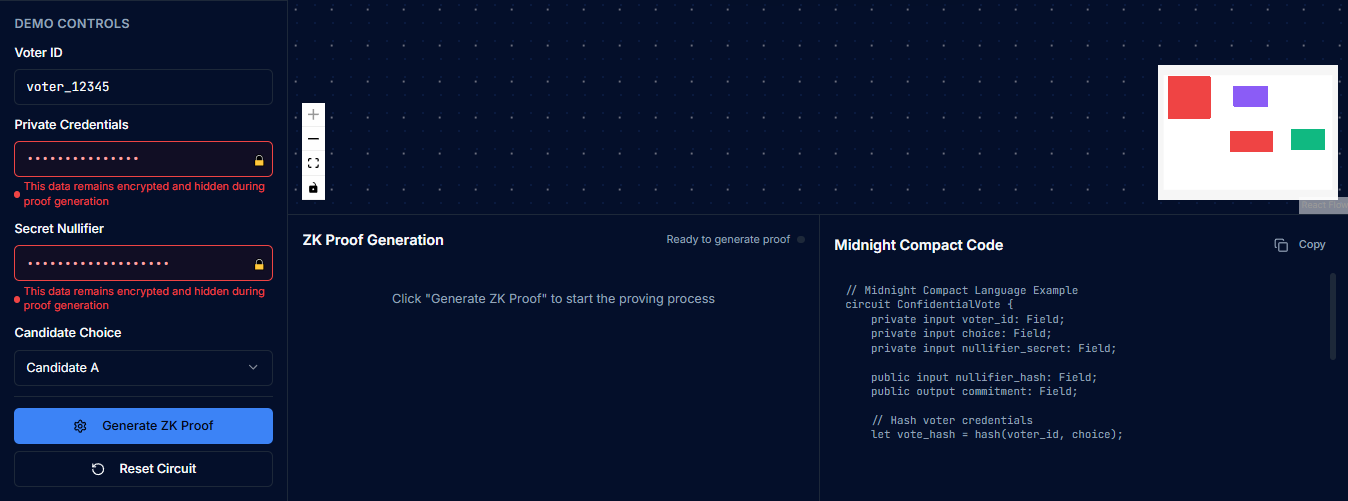 DEMO CONTROLS
Voter ID
voter_12345
Private Credentials
•••••••••••••••
This data remains encrypted and hidden during
proof generation
Secret Nullifier
•••••••••••••••••••
This data remains encrypted and hidden during
proof generation
Candidate Choice
Candidate A
Generate ZK Proof
Reset Circuit
React Flow
ZK Proof Generation
Ready to generate proof
Click "Generate ZK Proof" to start the proving process
Midnight Compact Code
Copy
// Midnight Compact Language Example
circuit ConfidentialVote {
    private input voter_id: Field;
    private input choice: Field;
    private input nullifier_secret: Field;
    public input nullifier_hash: Field;
    public output commitment: Field;
    // Hash voter credentials
    let vote_hash = hash(voter_id, choice);